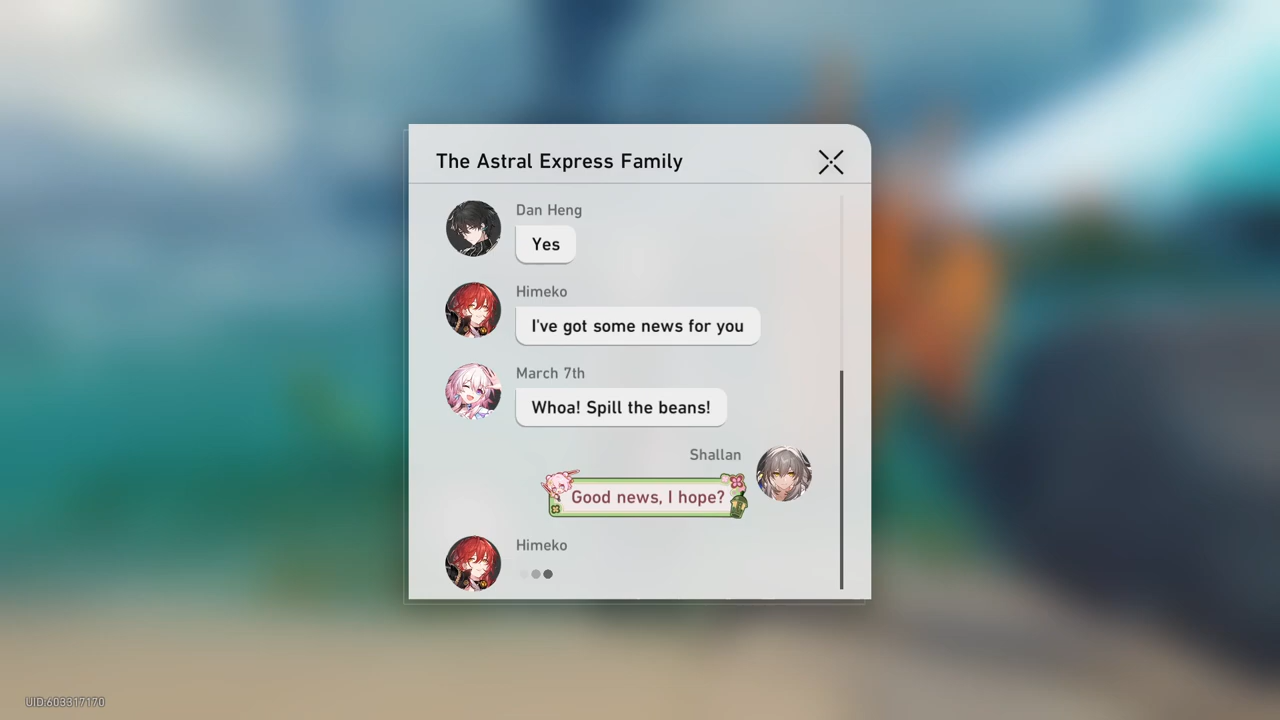 The Astral Express Family
Dan Heng
Yes
Himeko
I've got some news for you
March 7th
Whoa! Spill the beans!
Shallan
Good news, I hope?
Himeko
UID:603317170